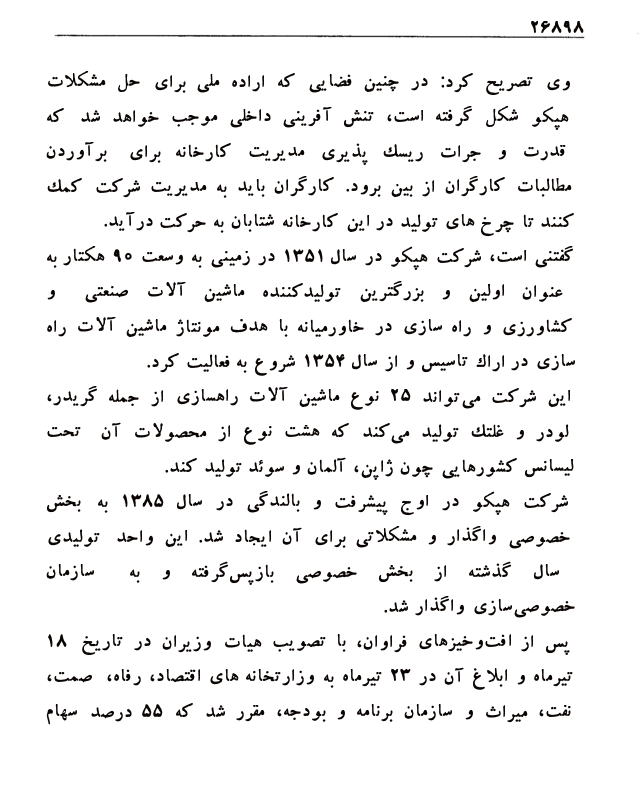 ۲۶۸۹۸
وی تصریح کرد: در چنین فضایی که اراده ملی برای حل مشکلات
هپکو شکل گرفته است، تنش آفرینی داخلی موجب خواهد شد که
قدرت و جرات ریسك پذیری مدیریت کارخانه برای برآوردن
مطالبات کارگران از بین برود. کارگران باید به مدیریت شرکت کمك
کنند تا چرخ های تولید در این کارخانه شتابان به حرکت درآید.
گفتنی است، شرکت هپکو در سال ۱۳۵۱ در زمینی به وسعت ۹۰ هکتار به
عنوان اولین و بزرگترین تولیدکننده ماشین آلات صنعتی و
کشاورزی و راه سازی در خاورمیانه با هدف مونتاژ ماشین آلات راه
سازی در اراك تاسیس و از سال ۱۳۵۴ شروع به فعالیت کرد.
این شرکت می‌تواند ۲۵ نوع ماشین آلات راهسازی از جمله گریدر،
لودر و غلتك تولید می‌کند که هشت نوع از محصولات آن تحت
لیسانس کشورهایی چون ژاپن، آلمان و سوئد تولید کند.
شرکت هپکو در اوج پیشرفت و بالندگی در سال ۱۳۸۵ به بخش
خصوصی واگذار و مشکلاتی برای آن ایجاد شد. این واحد تولیدی
سال گذشته از بخش خصوصی بازپس‌گرفته و به سازمان
خصوصی‌سازی واگذار شد.
پس از افت‌وخیزهای فراوان، با تصویب هیات وزیران در تاریخ ۱۸
تیرماه و ابلاغ آن در ۲۳ تیرماه به وزارتخانه های اقتصاد، رفاه، صمت،
نفت، میراث و سازمان برنامه و بودجه، مقرر شد که ۵۵ درصد سهام